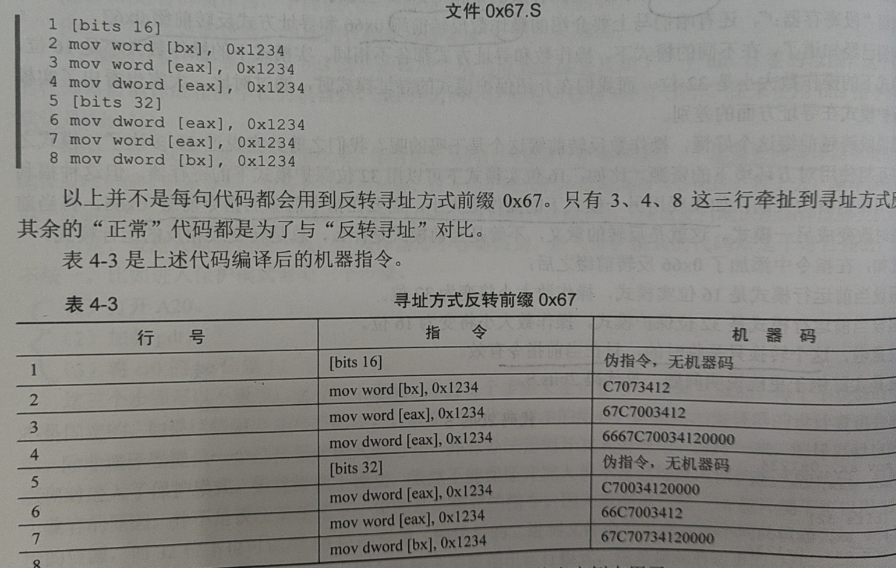 文件 0x67.S
1 [bits 16]
2 mov word [bx], 0x1234
3 mov word [eax], 0x1234
4 mov dword [eax], 0x1234
5 [bits 32]
6 mov dword [eax], 0x1234
7 mov word [eax], 0x1234
8 mov dword [bx], 0x1234
以上并不是每句代码都会用到反转寻址方式前缀 0x67。只有 3、4、8 这三行牵扯到寻址方式
其余的“正常”代码都是为了与“反转寻址”对比。
表 4-3 是上述代码编译后的机器指令。
表 4-3 寻址方式反转前缀 0x67
行 号 指 令 机 器 码
1 [bits 16] 伪指令，无机器码
2 mov word [bx], 0x1234 C7073412
3 mov word [eax], 0x1234 67C7003412
4 mov dword [eax], 0x1234 6667C70034120000
5 [bits 32] 伪指令，无机器码
6 mov dword [eax], 0x1234 C70034120000
7 mov word [eax], 0x1234 66C7003412
8 mov dword [bx], 0x1234 67C70734120000